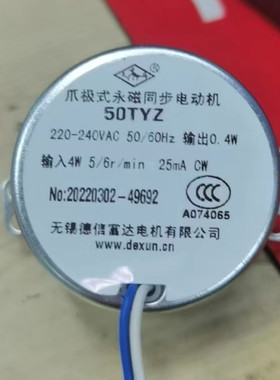 爪极式永磁同步电动机
50TYZ
220-240VAC 50/60Hz 输出0.4W
输入4W 5/6r/min 25mA CW
No:20220302-49692
CCC
A074065
无锡德信富达电机有限公司
www.dexun.cn